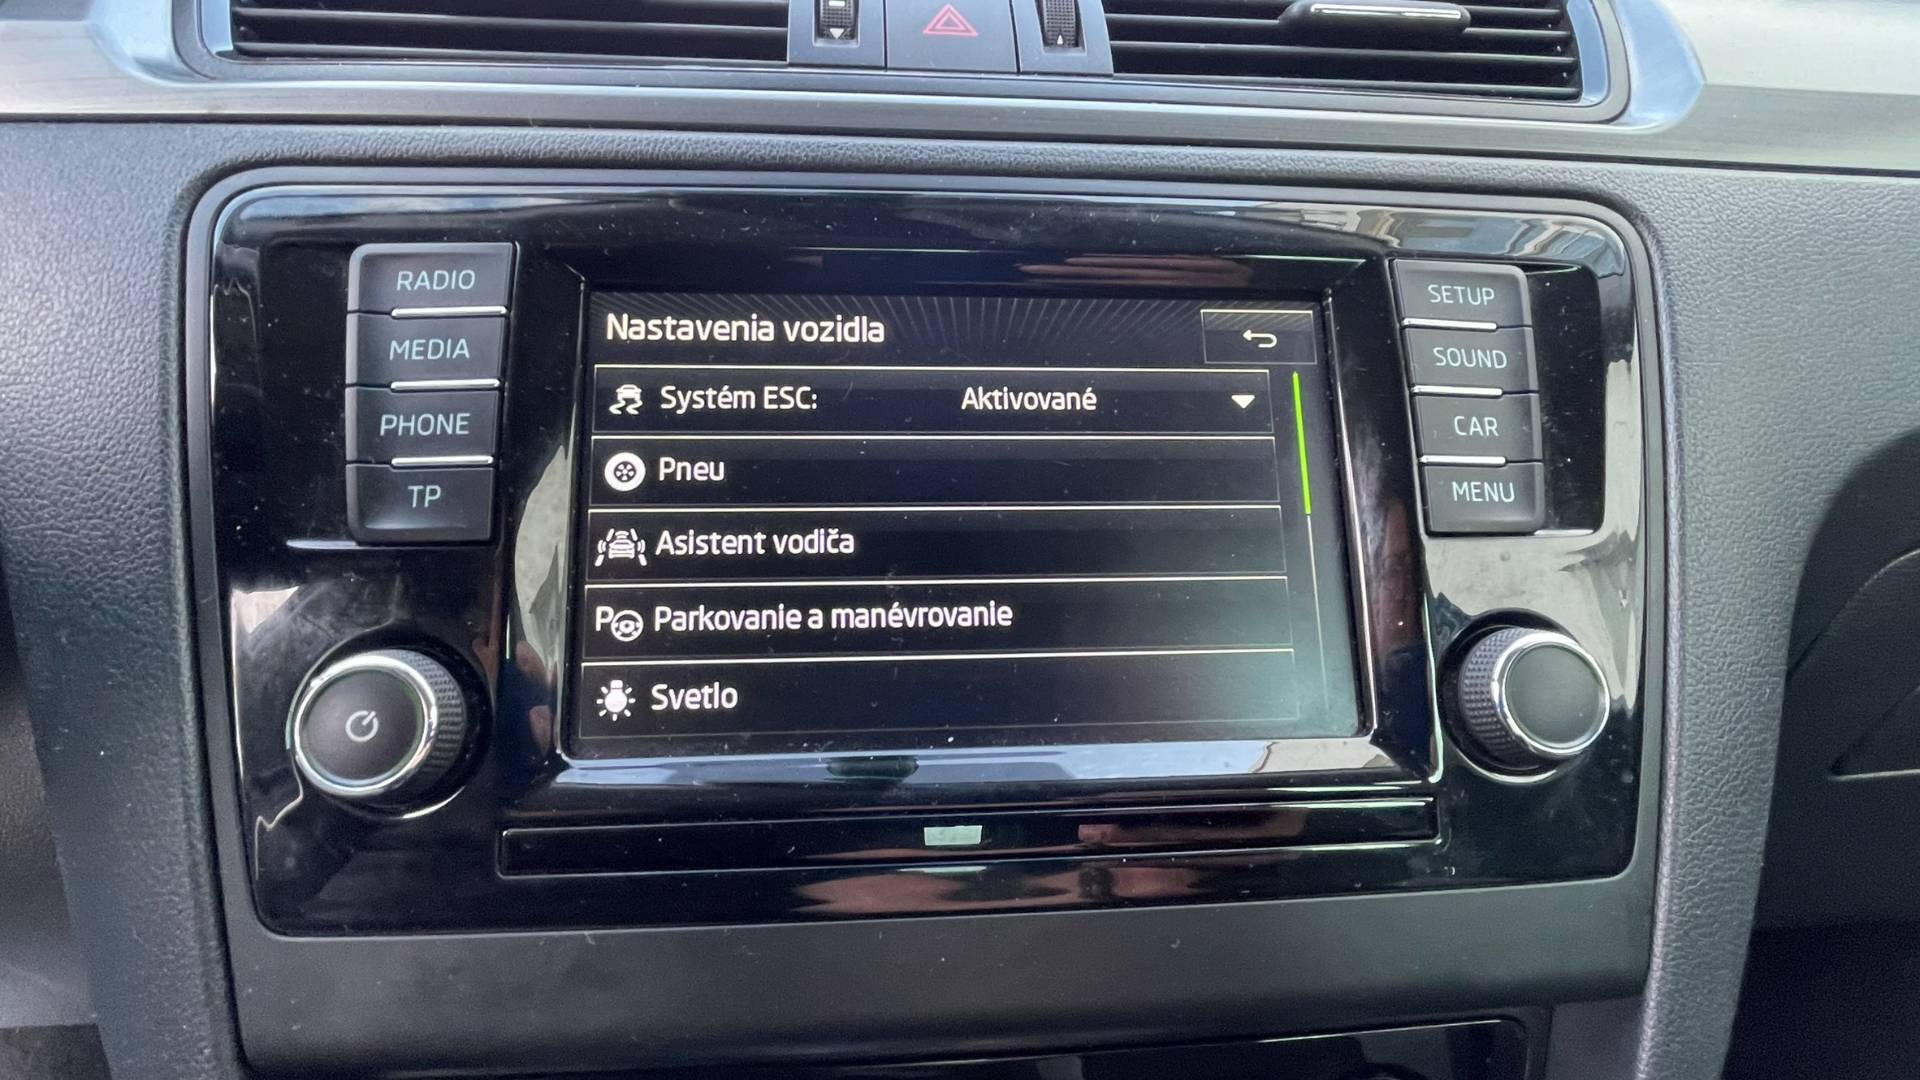 RADIO
MEDIA
PHONE
TP
Nastavenia vozidla
Systém ESC: Aktivované
Pneu
Asistent vodiča
P Parkovanie a manévrovanie
Svetlo
SETUP
SOUND
CAR
MENU